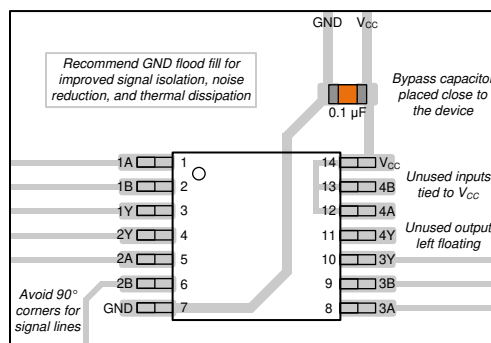 GND VCC
Recommend GND flood fill for
improved signal isolation, noise
reduction, and thermal dissipation
Bypass capacitor
placed close to
the device
0.1 µF
1A 1 14 VCC
1B 2 13 4B
1Y 3 12 4A
2Y 4 11 4Y
2A 5 10 3Y
2B 6 9 3B
GND 7 8 3A
Unused inputs
tied to VCC
Unused output
left floating
Avoid 90°
corners for
signal lines